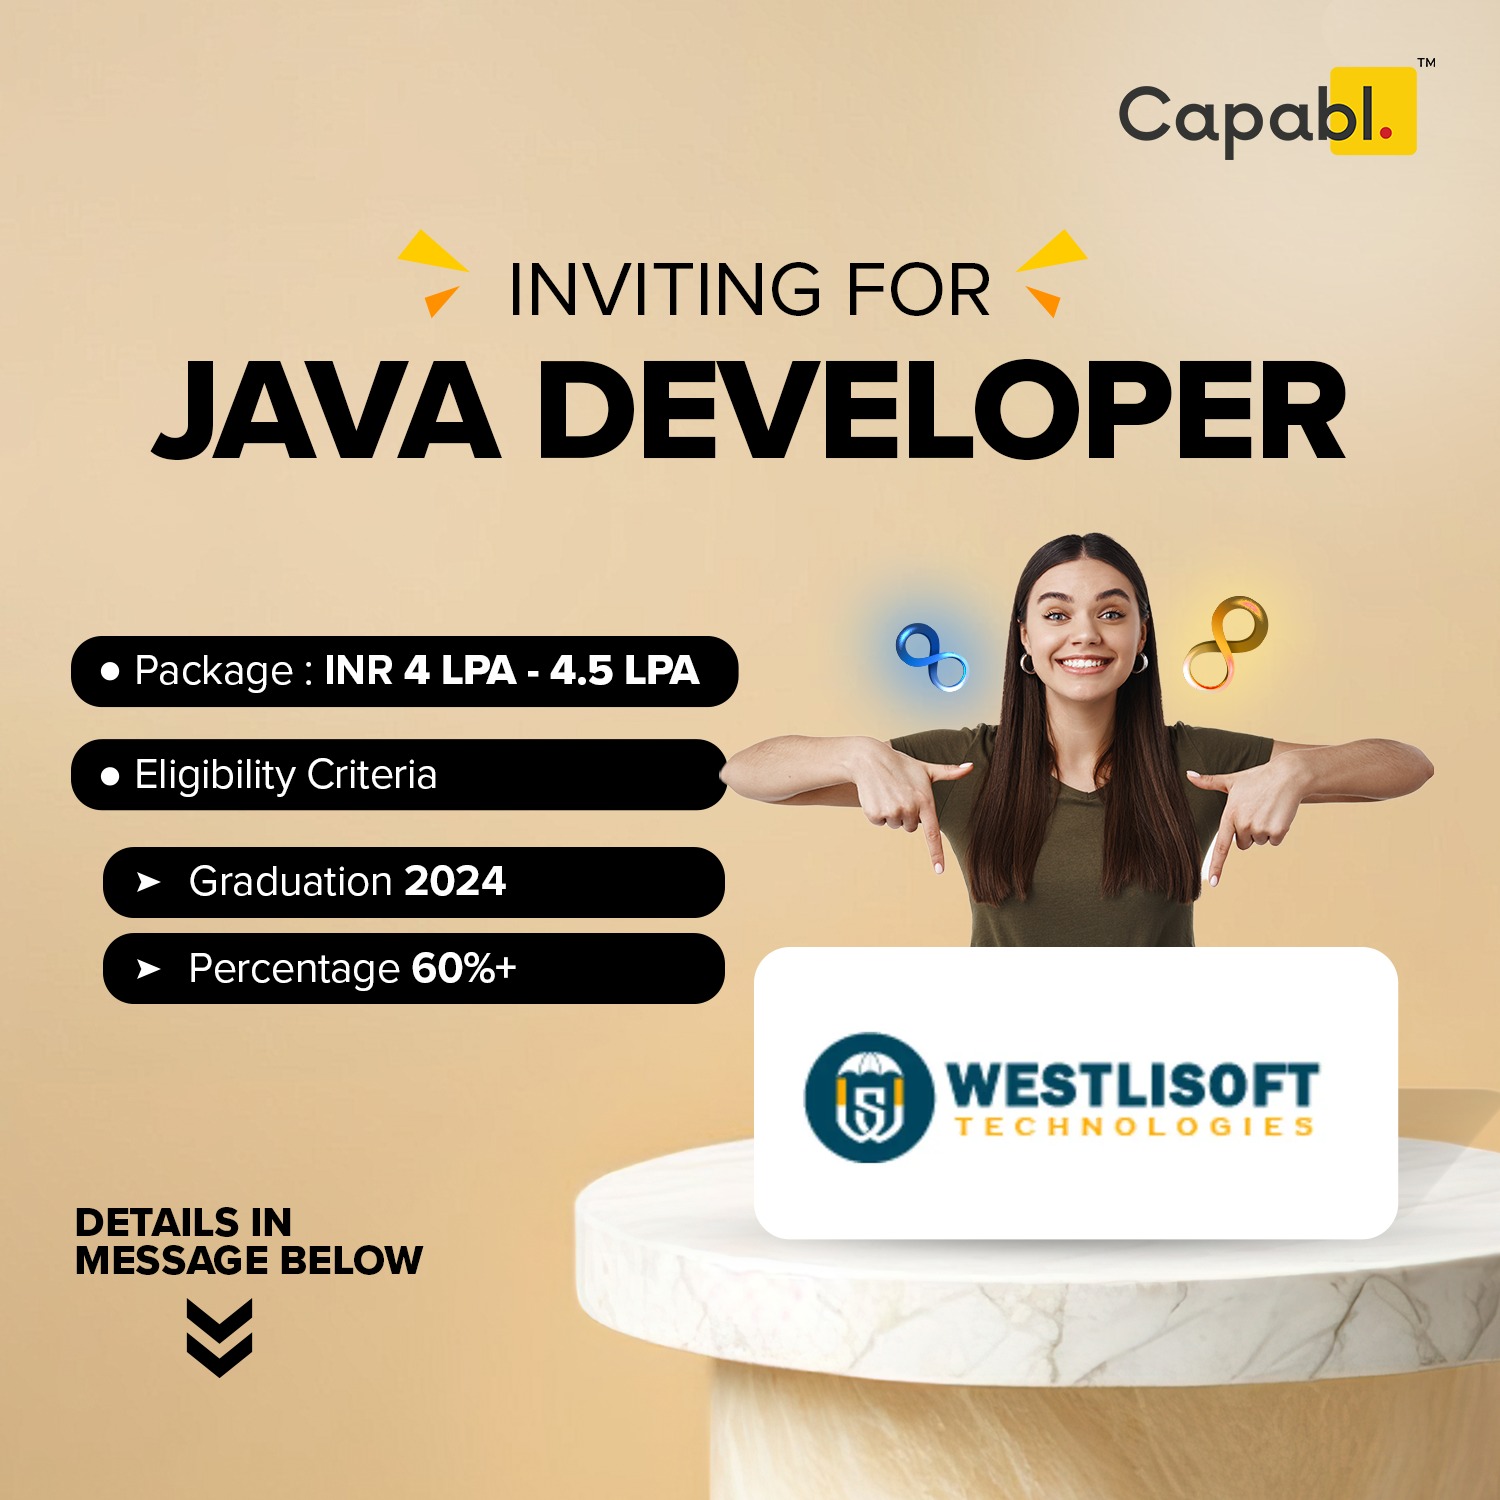 Capabl.
TM
INVITING FOR
JAVA DEVELOPER
• Package : INR 4 LPA - 4.5 LPA
• Eligibility Criteria
➤ Graduation 2024
➤ Percentage 60%+
WESTLISOFT
TECHNOLOGIES
DETAILS IN
MESSAGE BELOW